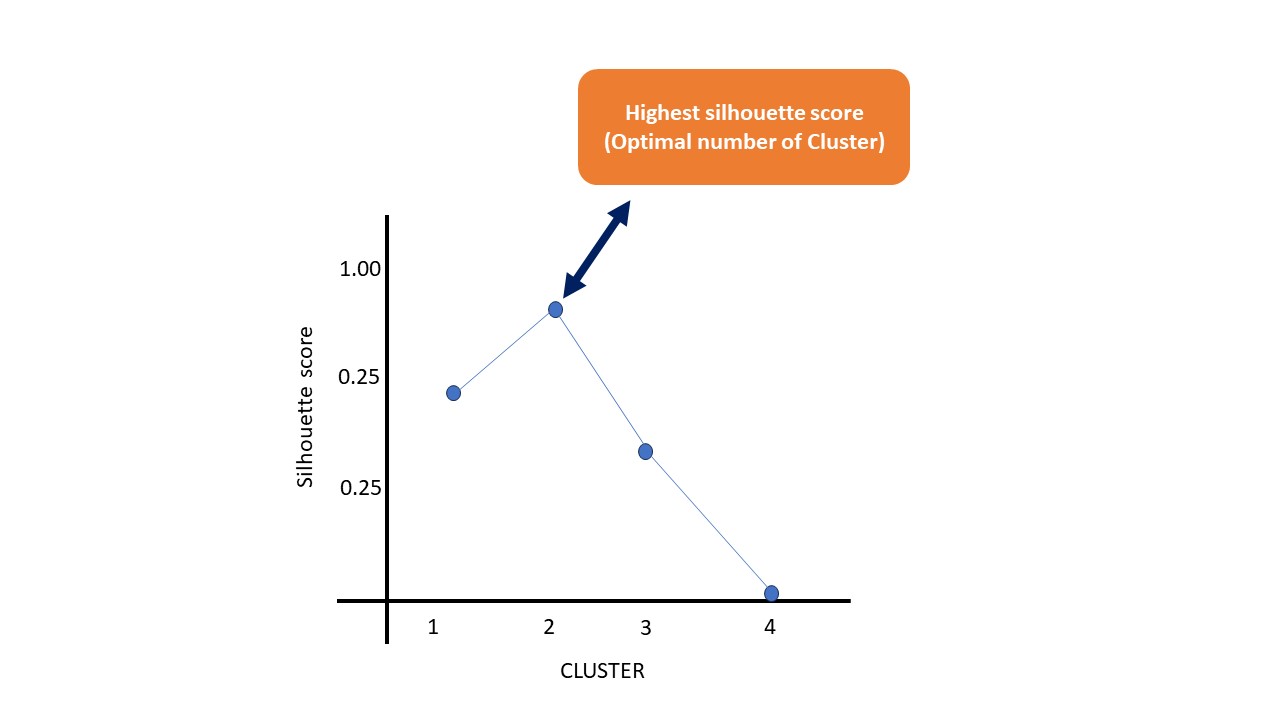 Highest silhouette score
(Optimal number of Cluster)
1.00
0.25
0.25
Silhouette score
1 2 3 4
CLUSTER